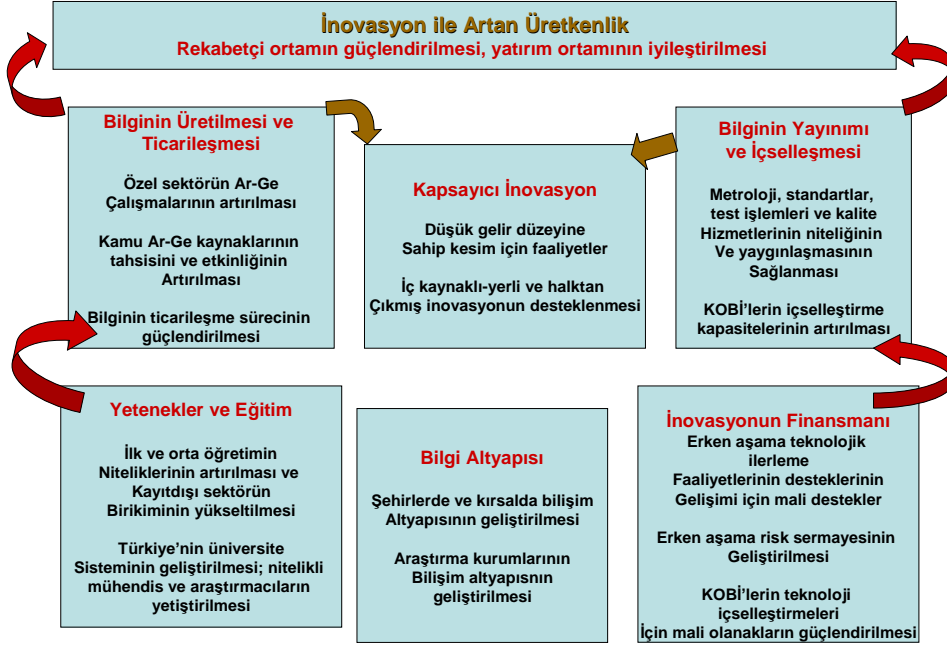 İnovasyon ile Artan Üretkenlik
Rekabetçi ortamın güçlendirilmesi, yatırım ortamının iyileştirilmesi
Bilginin Üretilmesi ve
Ticarileşmesi
Özel sektörün Ar-Ge
Çalışmalarının artırılması
Kamu Ar-Ge kaynaklarının
tahsisini ve etkinliğinin
Artırılması
Bilginin ticarileşme sürecinin
güçlendirilmesi
Kapsayıcı İnovasyon
Düşük gelir düzeyine
Sahip kesim için faaliyetler
İç kaynaklı-yerli ve halktan
Çıkmış inovasyonun desteklenmesi
Bilginin Yayınımı
ve İçselleşmesi
Metroloji, standartlar,
test işlemleri ve kalite
Hizmetlerinin niteliğinin
Ve yaygınlaşmasının
Sağlanması
KOBİ'lerin içselleştirme
kapasitelerinin artırılması
Yetenekler ve Eğitim
İlk ve orta öğretimin
Niteliklerinin artırılması ve
Kayıtdışı sektörün
Birikiminin yükseltilmesi
Türkiye'nin üniversite
Sisteminin geliştirilmesi; nitelikli
mühendis ve araştırmacıların
yetiştirilmesi
Bilgi Altyapısı
Şehirlerde ve kırsalda bilişim
Altyapısının geliştirilmesi
Araştırma kurumlarının
Bilişim altyapısnın
geliştirilmesi
İnovasyonun Finansmanı
Erken aşama teknolojik
ilerleme
Faaliyetlerinin desteklerinin
Gelişimi için mali destekler
Erken aşama risk sermayesinin
Geliştirilmesi
KOBİ'lerin teknoloji
içselleştirmeleri
İçin mali olanakların güçlendirilmesi